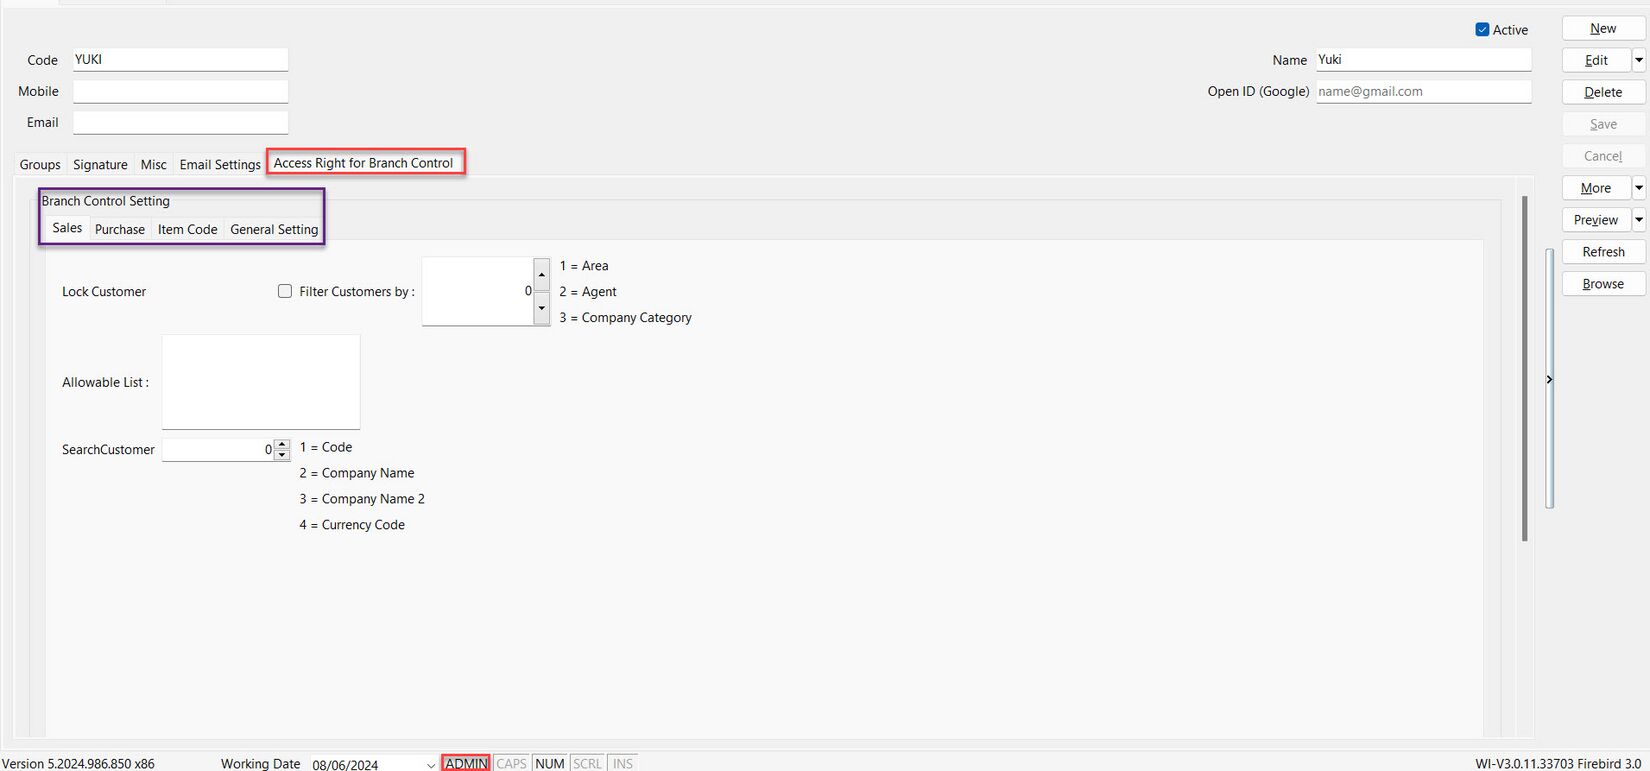 Active
New
Code YUKI
Name Yuki
Edit
Mobile
Open ID (Google) name@gmail.com
Delete
Email
Save
Cancel
Groups Signature Misc Email Settings Access Right for Branch Control
More
Branch Control Setting
Preview
Sales Purchase Item Code General Setting
Refresh
1 = Area
Lock Customer Filter Customers by : 0 2 = Agent
Browse
3 = Company Category
Allowable List :
SearchCustomer 0 1 = Code
2 = Company Name
3 = Company Name 2
4 = Currency Code
Version 5.2024.986.850 x86 Working Date 08/06/2024 ADMIN CAPS NUM SCRL INS WI-V3.0.11.33703 Firebird 3.0